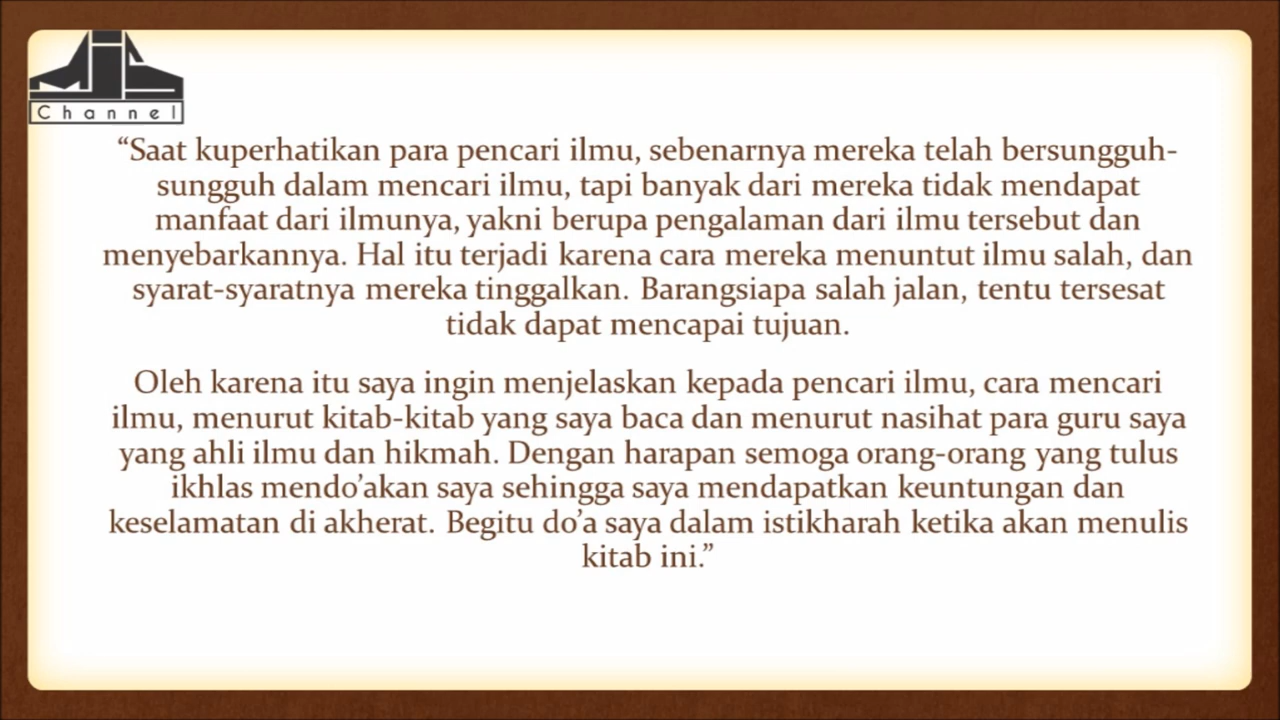 Channel
“Saat kuperhatikan para pencari ilmu, sebenarnya mereka telah bersungguh-
sungguh dalam mencari ilmu, tapi banyak dari mereka tidak mendapat
manfaat dari ilmunya, yakni berupa pengalaman dari ilmu tersebut dan
menyebarkannya. Hal itu terjadi karena cara mereka menuntut ilmu salah, dan
syarat-syaratnya mereka tinggalkan. Barangsiapa salah jalan, tentu tersesat
tidak dapat mencapai tujuan.
Oleh karena itu saya ingin menjelaskan kepada pencari ilmu, cara mencari
ilmu, menurut kitab-kitab yang saya baca dan menurut nasihat para guru saya
yang ahli ilmu dan hikmah. Dengan harapan semoga orang-orang yang tulus
ikhlas mendo’akan saya sehingga saya mendapatkan keuntungan dan
keselamatan di akherat. Begitu do’a saya dalam istikharah ketika akan menulis
kitab ini.”